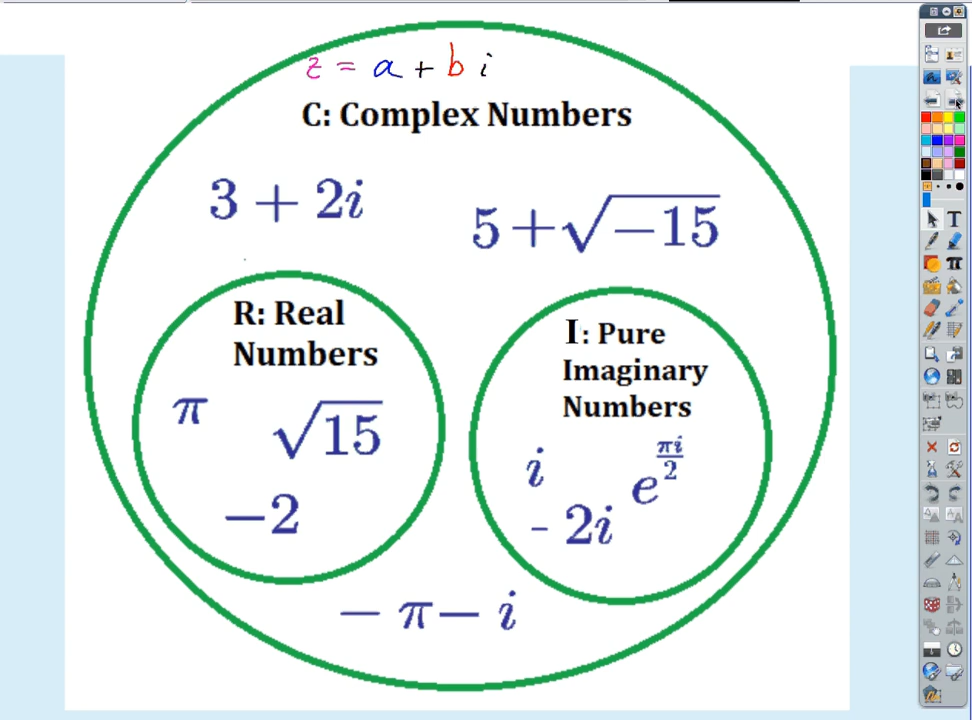 z = a + b i
C: Complex Numbers
3 + 2i
5 + √−15
R: Real
Numbers
π
√15
−2
I: Pure
Imaginary
Numbers
i
e^(πi/2)
- 2i
− π − i